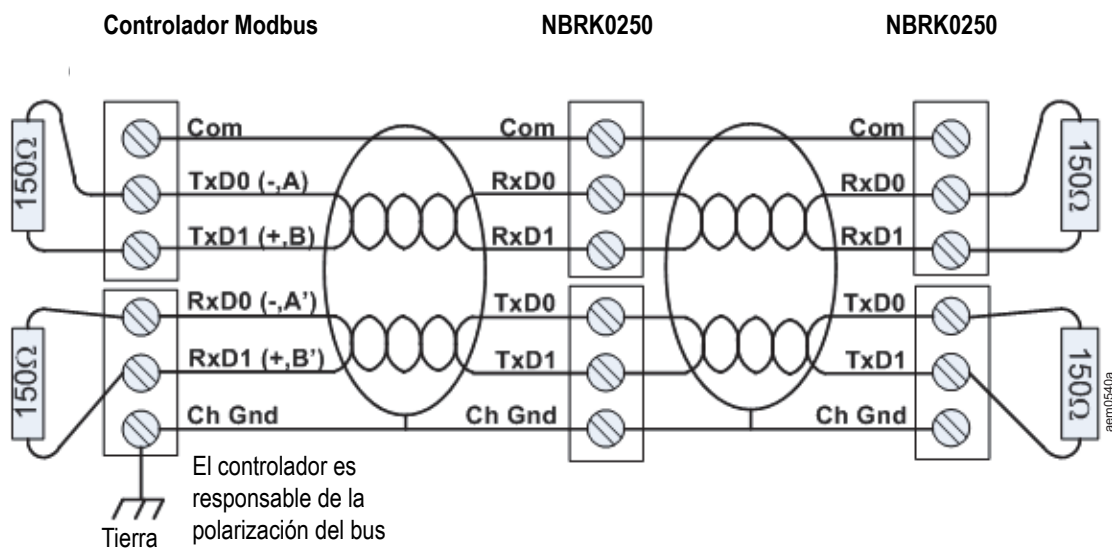 Controlador Modbus NBRK0250 NBRK0250
Com Com Com
150Ω TxD0 (-,A) RxD0 RxD0 150Ω
TxD1 (+,B) RxD1 RxD1
RxD0 (-,A') TxD0 TxD0
150Ω RxD1 (+,B') TxD1 TxD1 150Ω
Ch Gnd Ch Gnd Ch Gnd
aem0540a
El controlador es
responsable de la
polarización del bus
Tierra